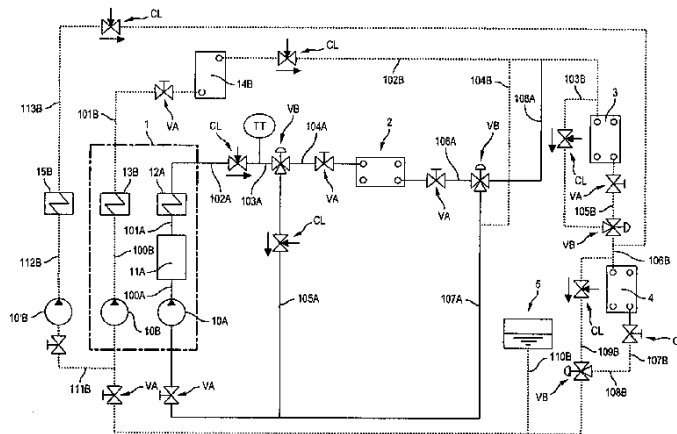 CL
CL
102B
104B
14B
113B
101B
VA
103B
3
108A
1
CL
TT
VB
104A
2
106A
VB
CL
VA
105B
15B
13B
12A
102A
103A
VA
VA
CL
VB
106B
101A
100B
11A
112B
100A
105A
107A
5
4
CL
10'B
10B
10A
109B
107B
110B
VB
108B
111B
VA
VA